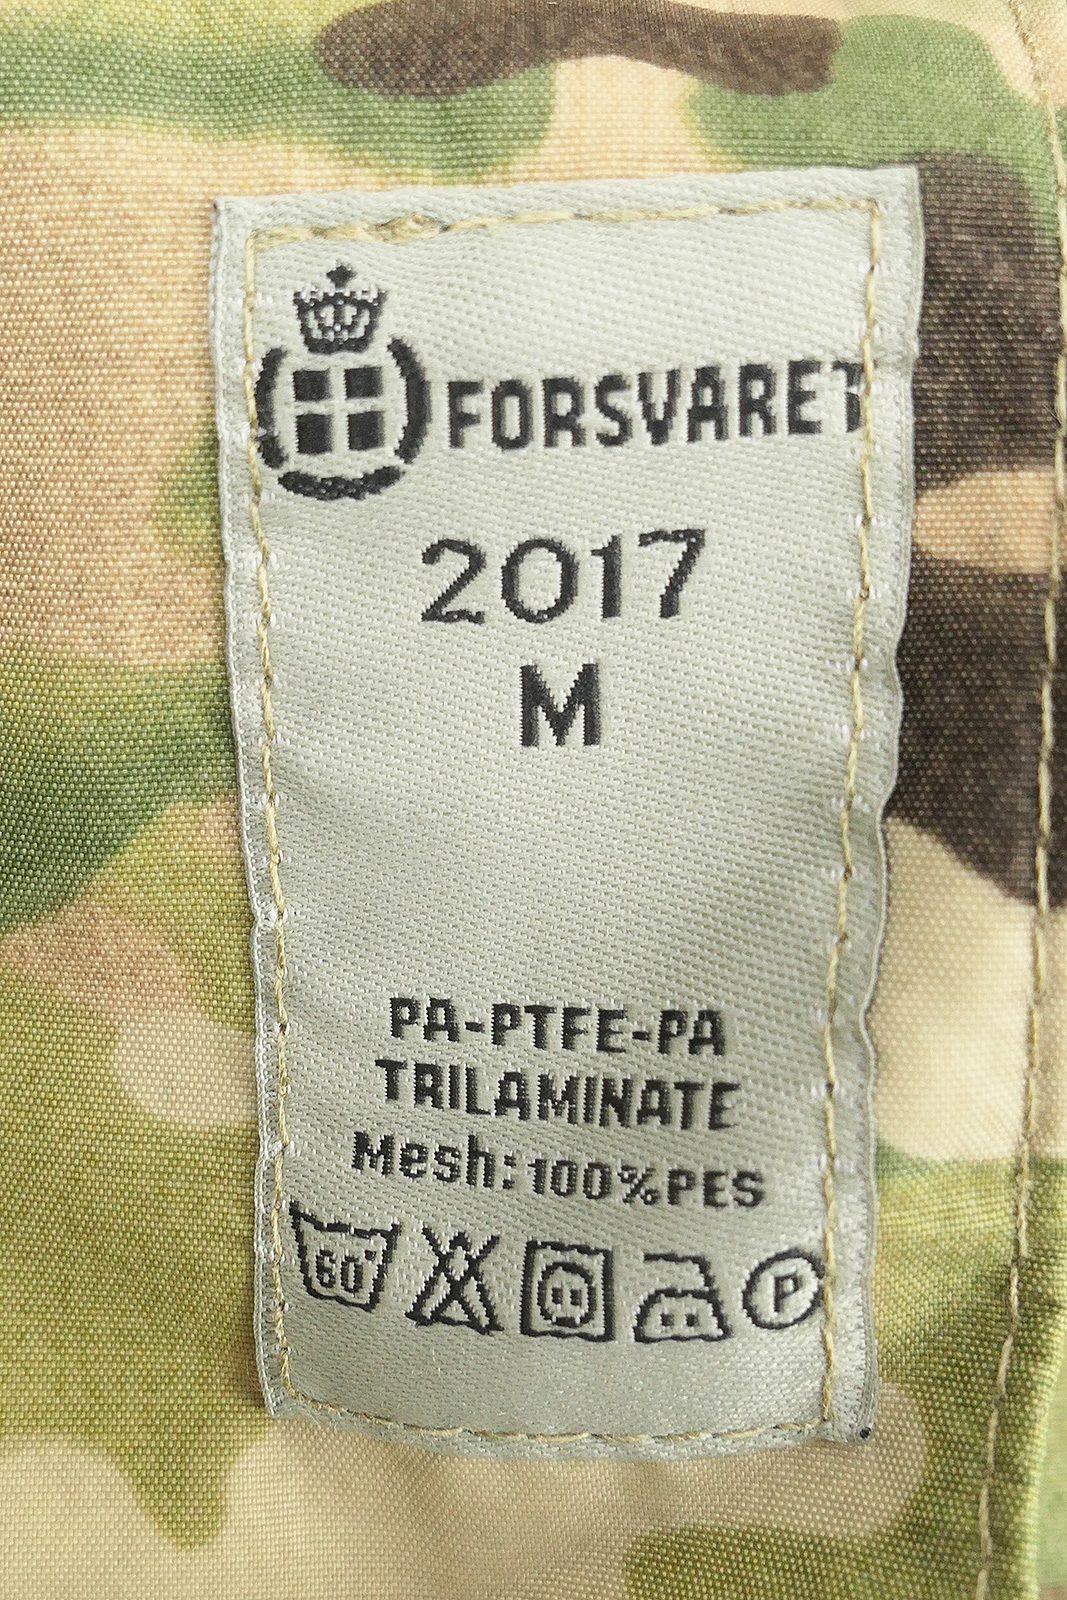 FORSVARET
2017
M
PA-PTFE-PA
TRILAMINATE
Mesh: 100% PES
60° P